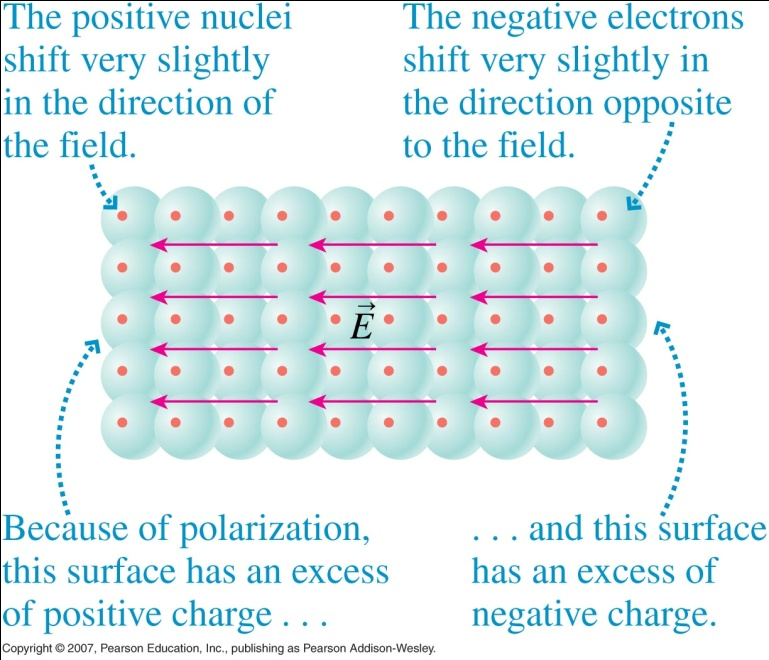 The positive nuclei
shift very slightly
in the direction of
the field.
The negative electrons
shift very slightly in
the direction opposite
to the field.
E
Because of polarization,
this surface has an excess
of positive charge . . .
. . . and this surface
has an excess of
negative charge.
Copyright © 2007, Pearson Education, Inc., publishing as Pearson Addison-Wesley.